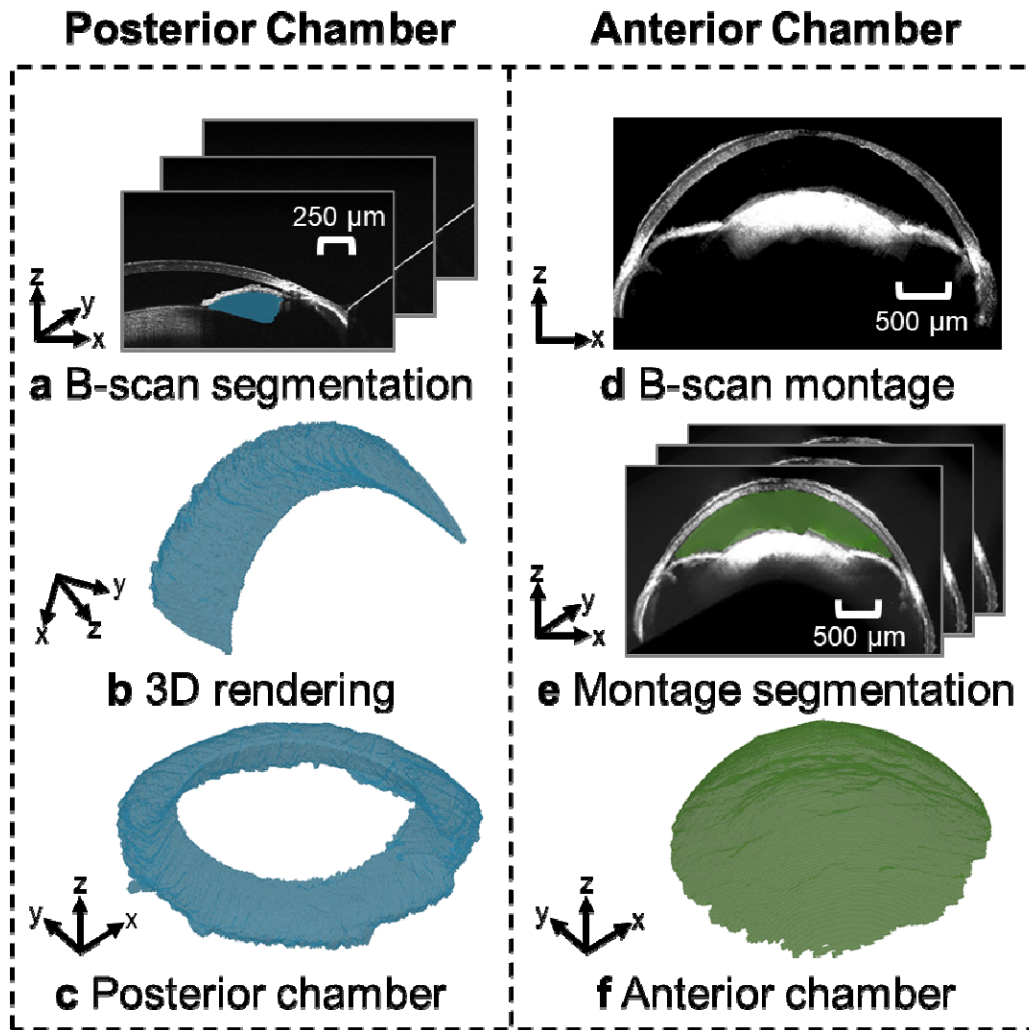 Posterior Chamber
Anterior Chamber
250 µm
z
y
x
a B-scan segmentation
500 µm
z
x
d B-scan montage
y
x
z
b 3D rendering
500 µm
z
y
x
e Montage segmentation
z
y
x
c Posterior chamber
z
y
x
f Anterior chamber